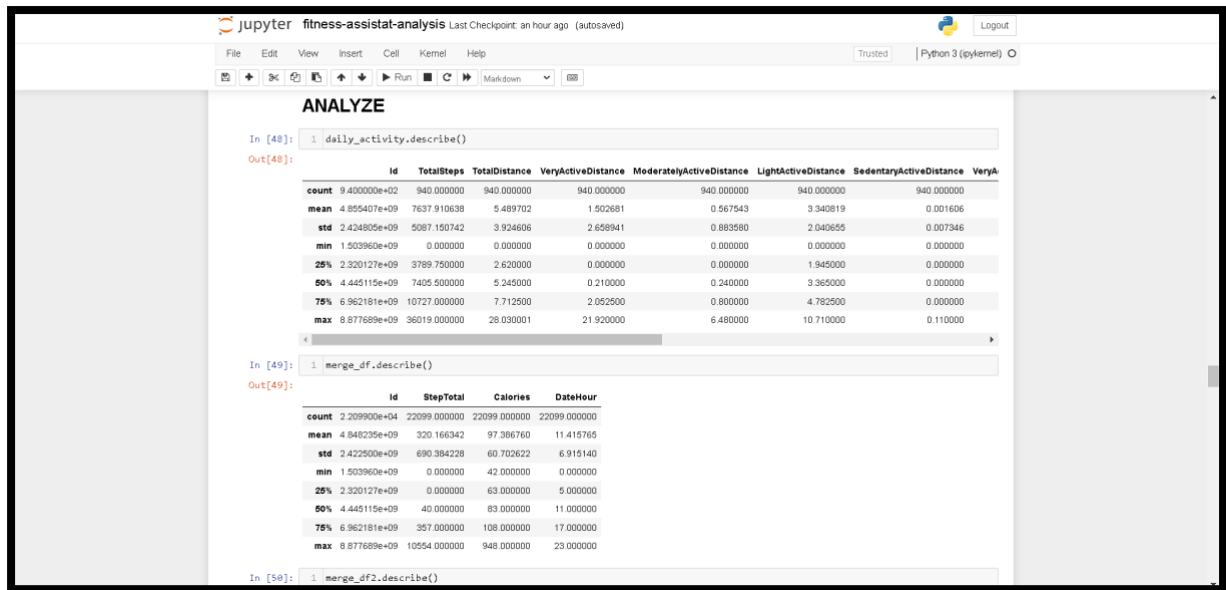 jupyter fitness-assistat-analysis Last Checkpoint: an hour ago (autosaved) Logout
File Edit View Insert Cell Kernel Help Trusted Python 3 (ipykernel)
Run Markdown
ANALYZE
In [48]: 1 daily_activity.describe()
Out[48]:
Id TotalSteps TotalDistance VeryActiveDistance ModeratelyActiveDistance LightActiveDistance SedentaryActiveDistance VeryA
count 9.400000e+02 940.000000 940.000000 940.000000 940.000000 940.000000 940.000000
mean 4.855407e+09 7637.910638 5.489702 1.502681 0.567543 3.340819 0.001606
std 2.424805e+09 5087.150742 3.924606 2.658941 0.883580 2.040655 0.007346
min 1.503960e+09 0.000000 0.000000 0.000000 0.000000 0.000000 0.000000
25% 2.320127e+09 3789.750000 2.620000 0.000000 0.000000 1.945000 0.000000
50% 4.445115e+09 7405.500000 5.245000 0.210000 0.240000 3.365000 0.000000
75% 6.962181e+09 10727.000000 7.712500 2.052500 0.800000 4.782500 0.000000
max 8.877689e+09 36019.000000 28.030001 21.920000 6.480000 10.710000 0.110000
In [49]: 1 merge_df.describe()
Out[49]:
Id StepTotal Calories DateHour
count 2.209900e+04 22099.000000 22099.000000 22099.000000
mean 4.848235e+09 320.166342 97.386760 11.415765
std 2.422500e+09 690.384228 60.702622 6.915140
min 1.503960e+09 0.000000 42.000000 0.000000
25% 2.320127e+09 0.000000 63.000000 5.000000
50% 4.445115e+09 40.000000 83.000000 11.000000
75% 6.962181e+09 357.000000 108.000000 17.000000
max 8.877689e+09 10554.000000 948.000000 23.000000
In [50]: 1 merge_df2.describe()